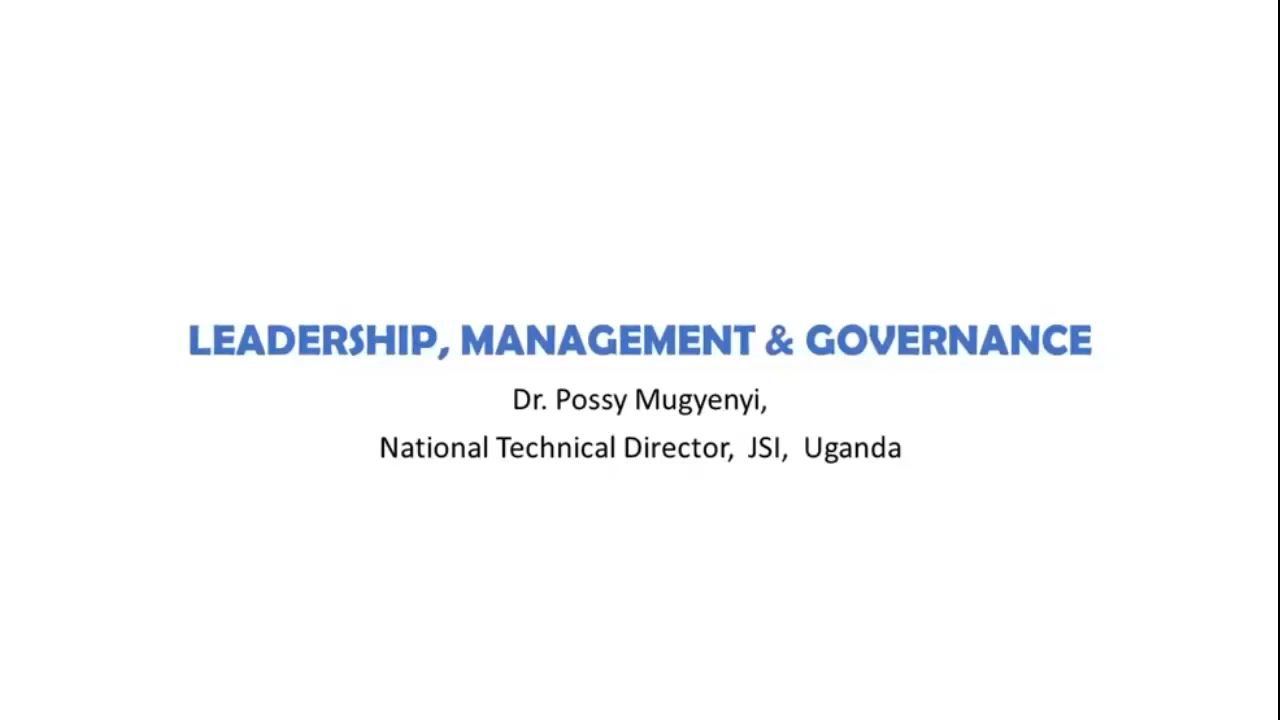 LEADERSHIP, MANAGEMENT & GOVERNANCE
Dr. Possy Mugyenyi,
National Technical Director, JSI, Uganda